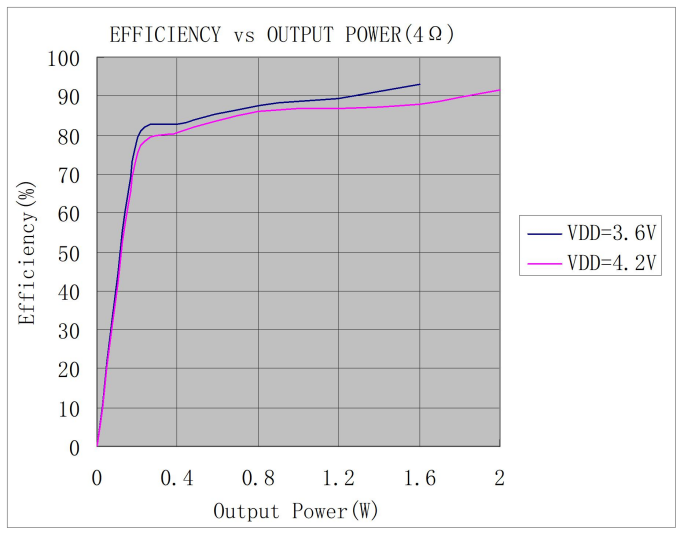 EFFICIENCY vs OUTPUT POWER(4Ω)
100
90
80
70
60
50
40
30
20
10
0
Efficiency(%)
0 0.4 0.8 1.2 1.6 2
Output Power(W)
VDD=3.6V
VDD=4.2V